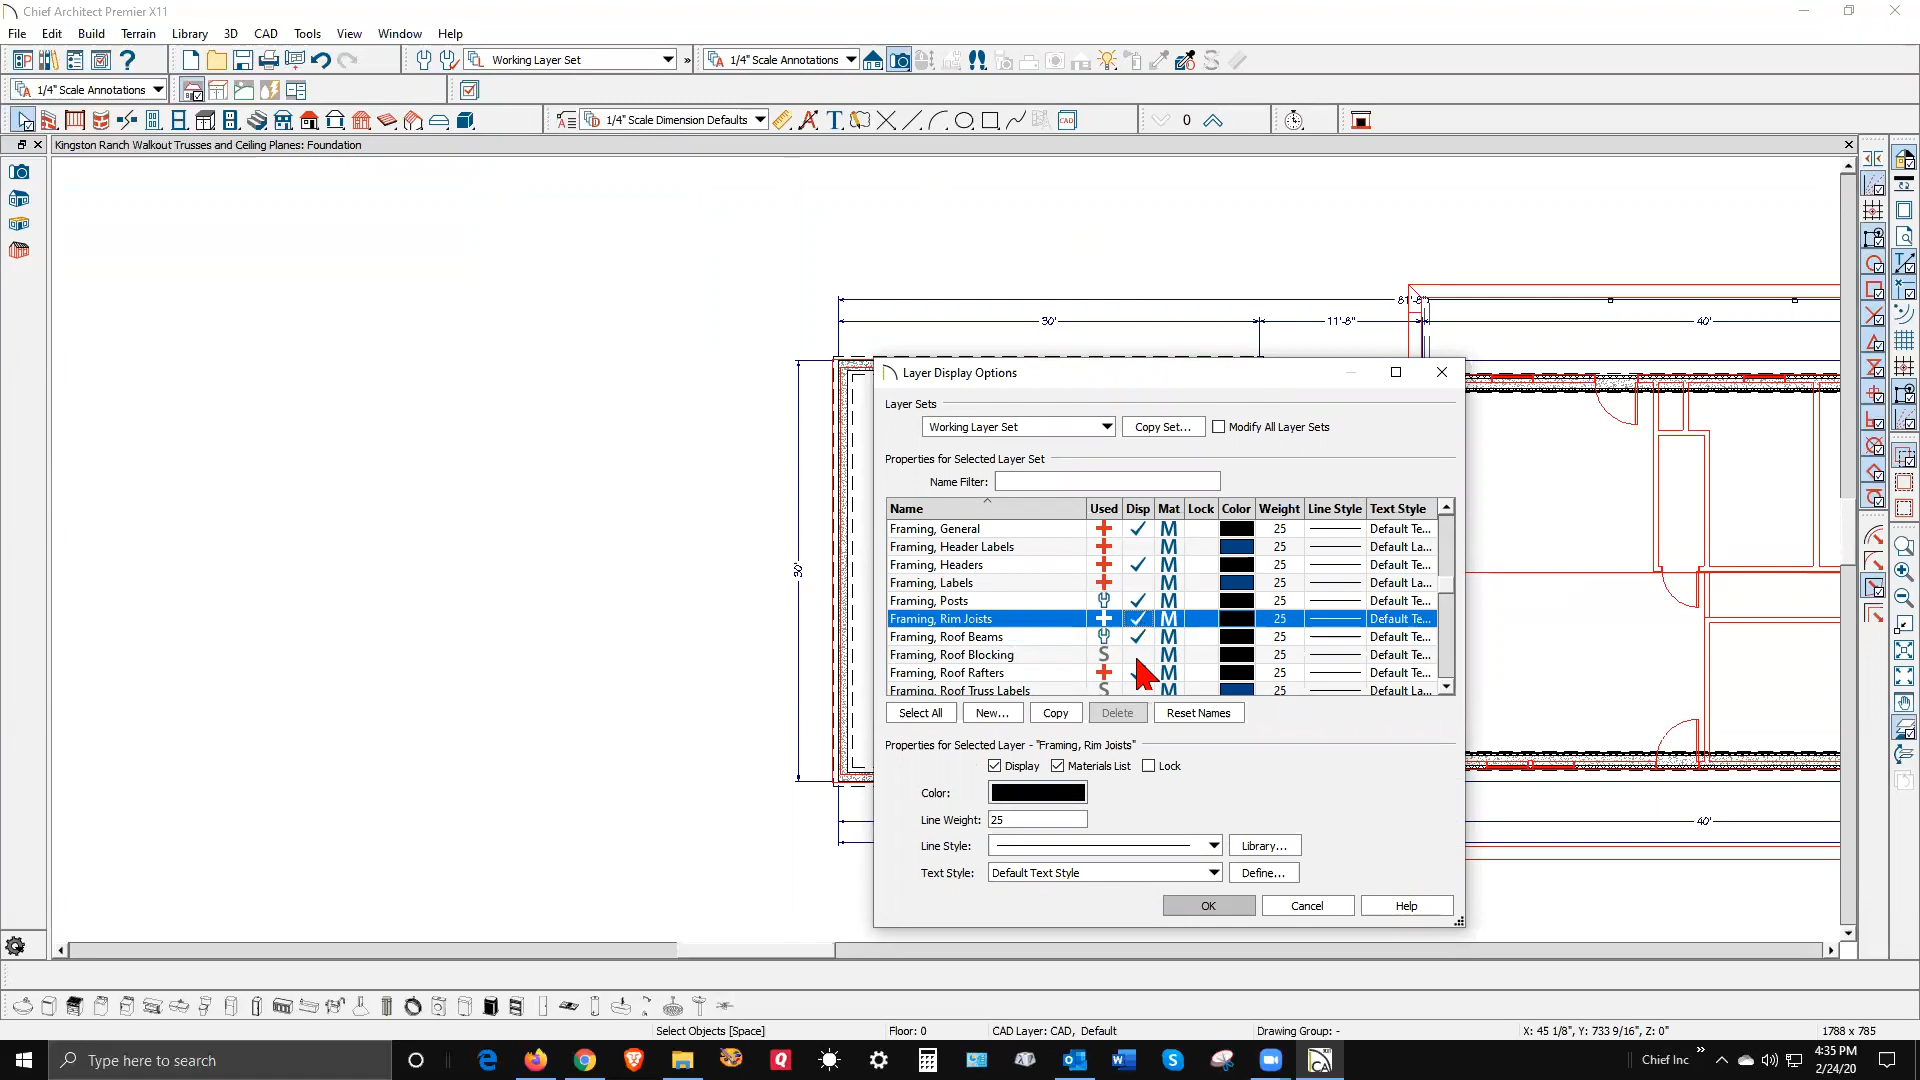 Chief Architect Premier X11
File Edit Build Terrain Library 3D CAD Tools View Window Help
Working Layer Set 1/4" Scale Annotations
1/4" Scale Annotations
1/4" Scale Dimension Defaults T CAD 0
Kingston Ranch Walkout Trusses and Ceiling Planes: Foundation
81'-8"
30' 11'-8" 40'
30'
40'
Layer Display Options
Layer Sets
Working Layer Set Copy Set... Modify All Layer Sets
Properties for Selected Layer Set
Name Filter:
Name Used Disp Mat Lock Color Weight Line Style Text Style
Framing, General M 25 Default Te...
Framing, Header Labels M 25 Default La...
Framing, Headers M 25 Default Te...
Framing, Labels M 25 Default La...
Framing, Posts M 25 Default Te...
Framing, Rim Joists M 25 Default Te...
Framing, Roof Beams M 25 Default Te...
Framing, Roof Blocking S M 25 Default Te...
Framing, Roof Rafters M 25 Default Te...
Framing, Roof Truss Labels S M 25 Default La...
Select All New... Copy Delete Reset Names
Properties for Selected Layer - "Framing, Rim Joists"
Display Materials List Lock
Color:
Line Weight: 25
Line Style: Library...
Text Style: Default Text Style Define...
OK Cancel Help
Select Objects [Space] Floor: 0 CAD Layer: CAD, Default Drawing Group: - X: 45 1/8", Y: 733 9/16", Z: 0" 1788 x 785
Type here to search Chief Inc » 4:35 PM
2/24/20